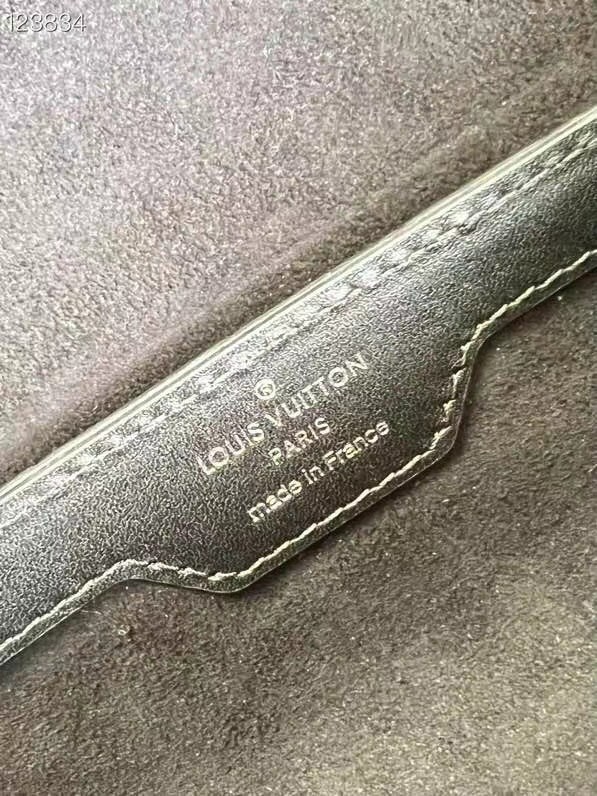 123834
LOUIS VUITTON
PARIS
made in France